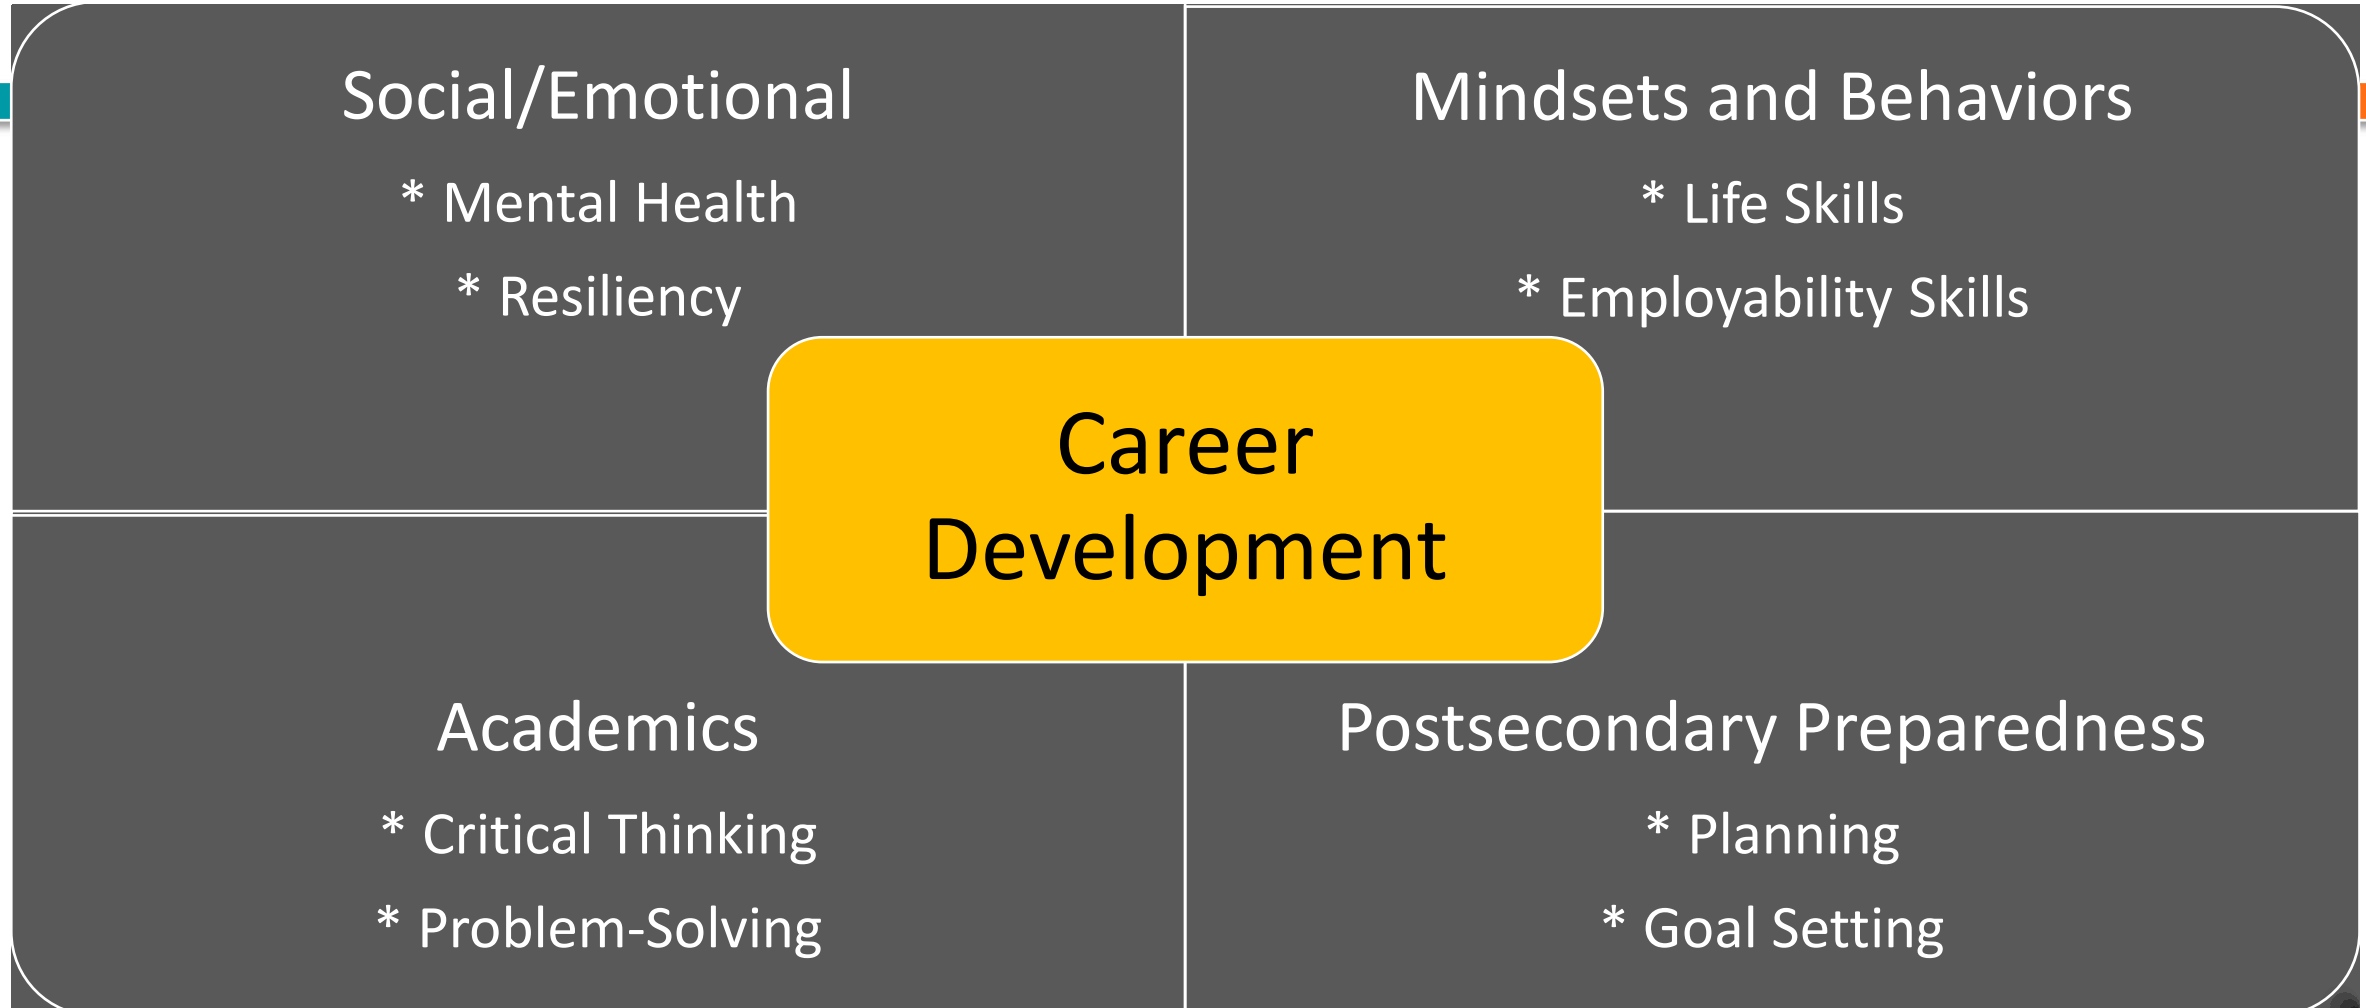 Social/Emotional
* Mental Health
* Resiliency
Mindsets and Behaviors
* Life Skills
* Employability Skills
Career
Development
Academics
* Critical Thinking
* Problem-Solving
Postsecondary Preparedness
* Planning
* Goal Setting